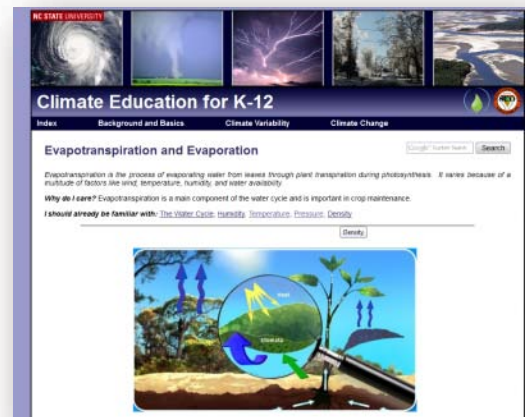 NC STATE UNIVERSITY
Climate Education for K-12
Index Background and Basics Climate Variability Climate Change
Evapotranspiration and Evaporation
Search
Evapotranspiration is the process of evaporating water from leaves through plant transpiration during photosynthesis. It varies because of a
multitude of factors like wind, temperature, humidity, and water availability.
Why do I care? Evapotranspiration is a main component of the water cycle and is important in crop maintenance.
I should already be familiar with: The Water Cycle, Humidity, Temperature, Pressure, Density
Density
stomata